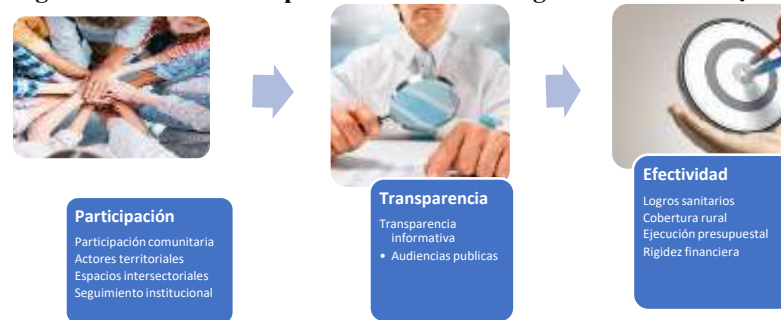 Participación
Participación comunitaria
Actores territoriales
Espacios intersectoriales
Seguimiento institucional
Transparencia
Transparencia
informativa
• Audiencias publicas
Efectividad
Logros sanitarios
Cobertura rural
Ejecución presupuestal
Rigidez financiera